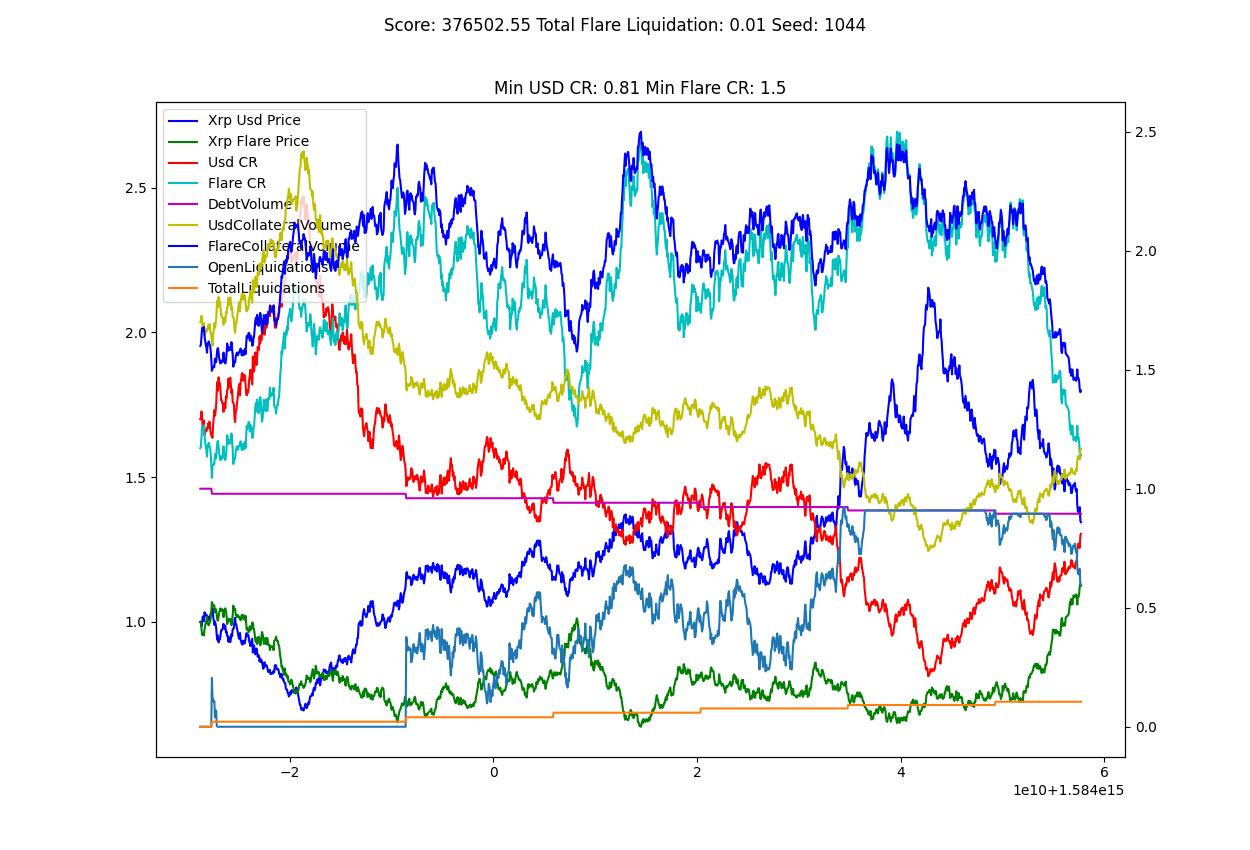 Score: 376502.55 Total Flare Liquidation: 0.01 Seed: 1044
Min USD CR: 0.81 Min Flare CR: 1.5
Xrp Usd Price
Xrp Flare Price
Usd CR
Flare CR
DebtVolume
UsdCollateralVolume
FlareCollateralVolume
OpenLiquidations
TotalLiquidations
2.5
2.0
1.5
1.0
2.5
2.0
1.5
1.0
0.5
0.0
−2
0
2
4
6
1e10+1.584e15